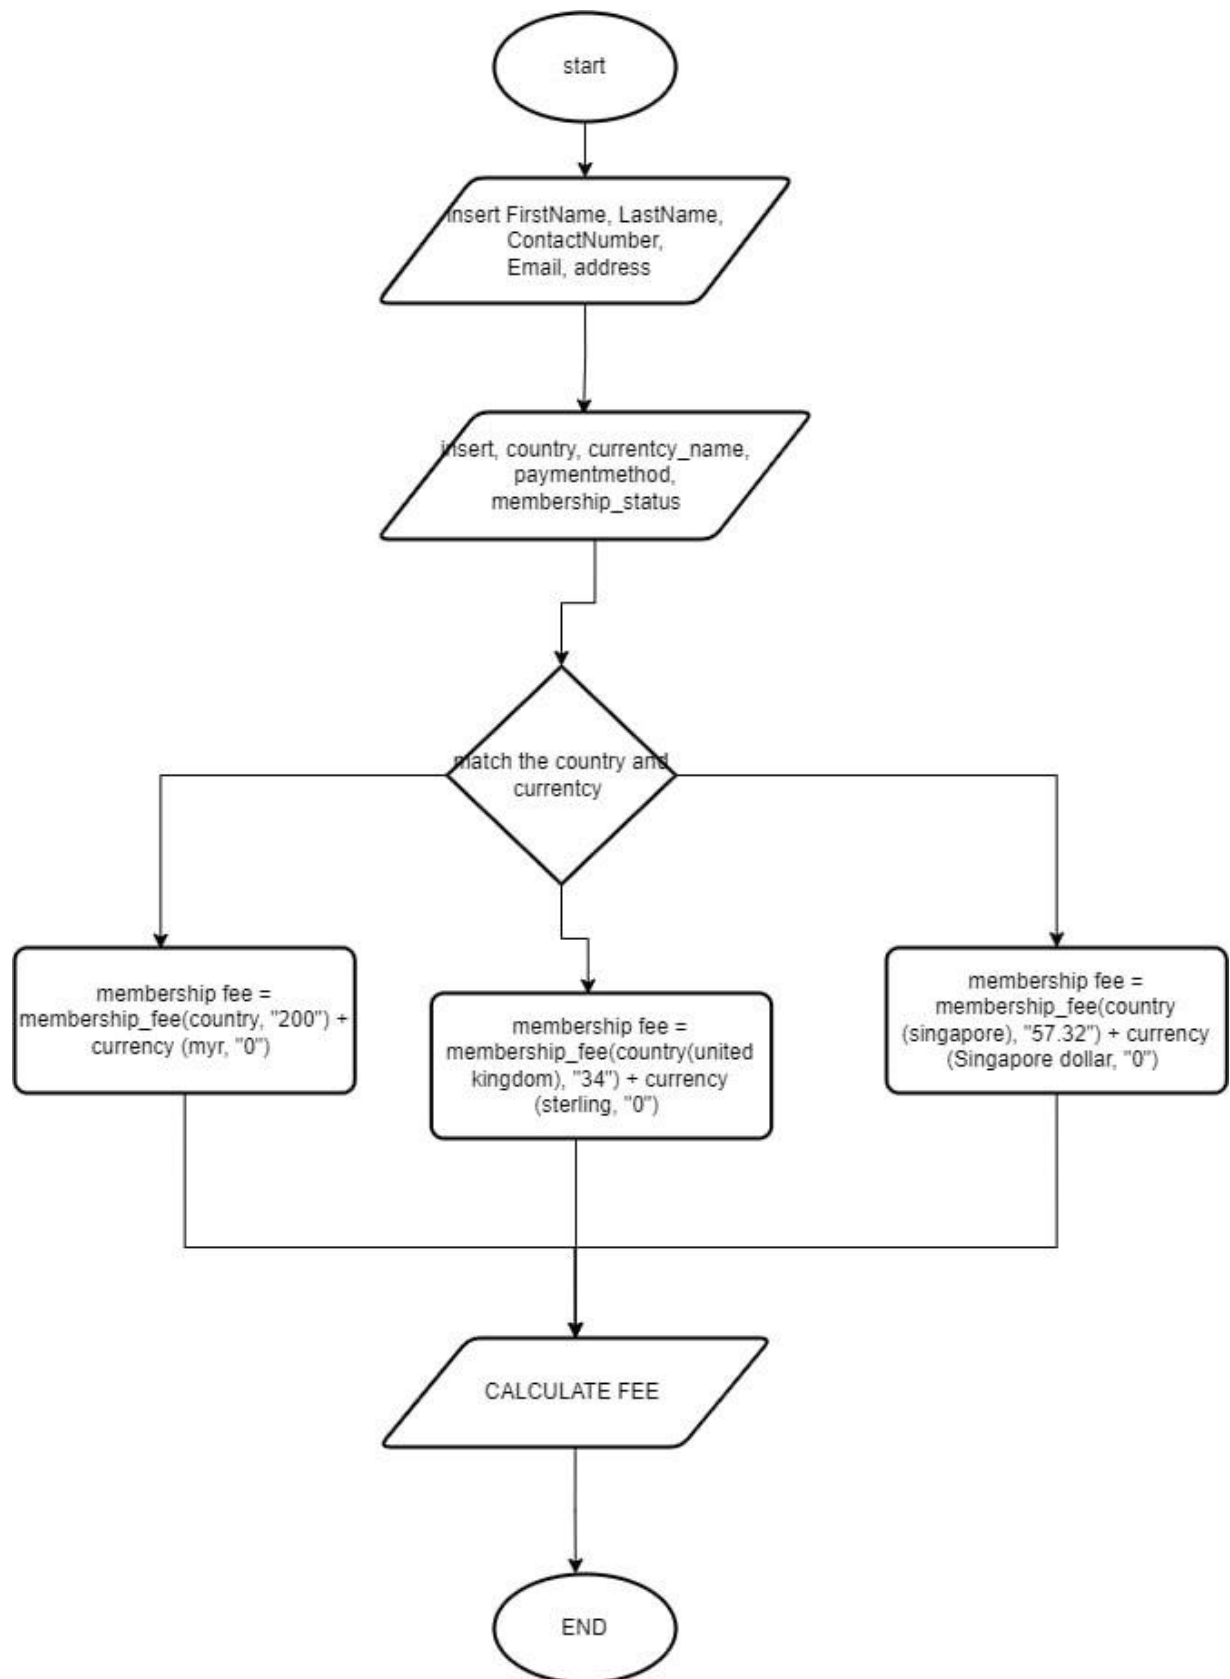 start
insert FirstName, LastName,
ContactNumber,
Email, address
insert, country, currentcy_name,
paymentmethod,
membership_status
match the country and
currentcy
membership fee =
membership_fee(country, "200") +
currency (myr, "0")
membership fee =
membership_fee(country(united
kingdom), "34") + currency
(sterling, "0")
membership fee =
membership_fee(country
(singapore), "57.32") + currency
(Singapore dollar, "0")
CALCULATE FEE
END